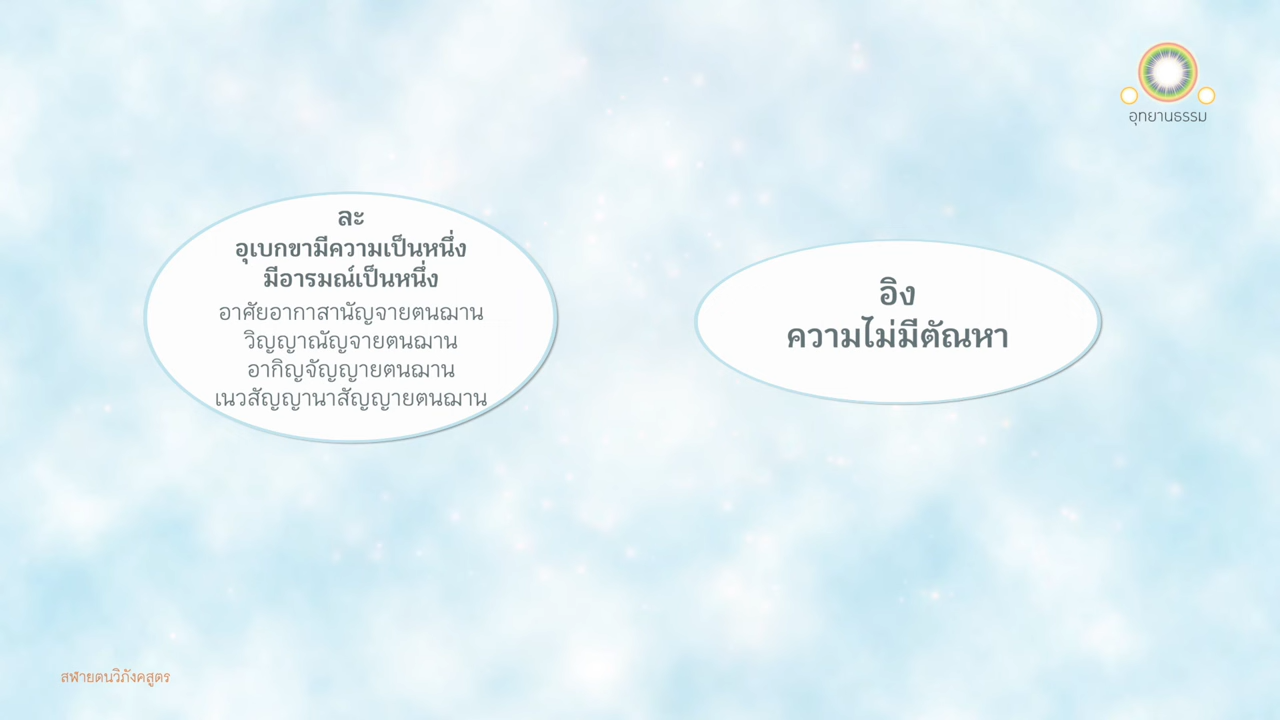 อุทยานธรรม
ละ
อุเบกขามีความเป็นหนึ่ง
มีอารมณ์เป็นหนึ่ง
อาศัยอากาสานัญจายตนฌาน
วิญญาณัญจายตนฌาน
อากิญจัญญายตนฌาน
เนวสัญญานาสัญญายตนฌาน
อิง
ความไม่มีตัณหา
สฬายตนวิภังคสูตร